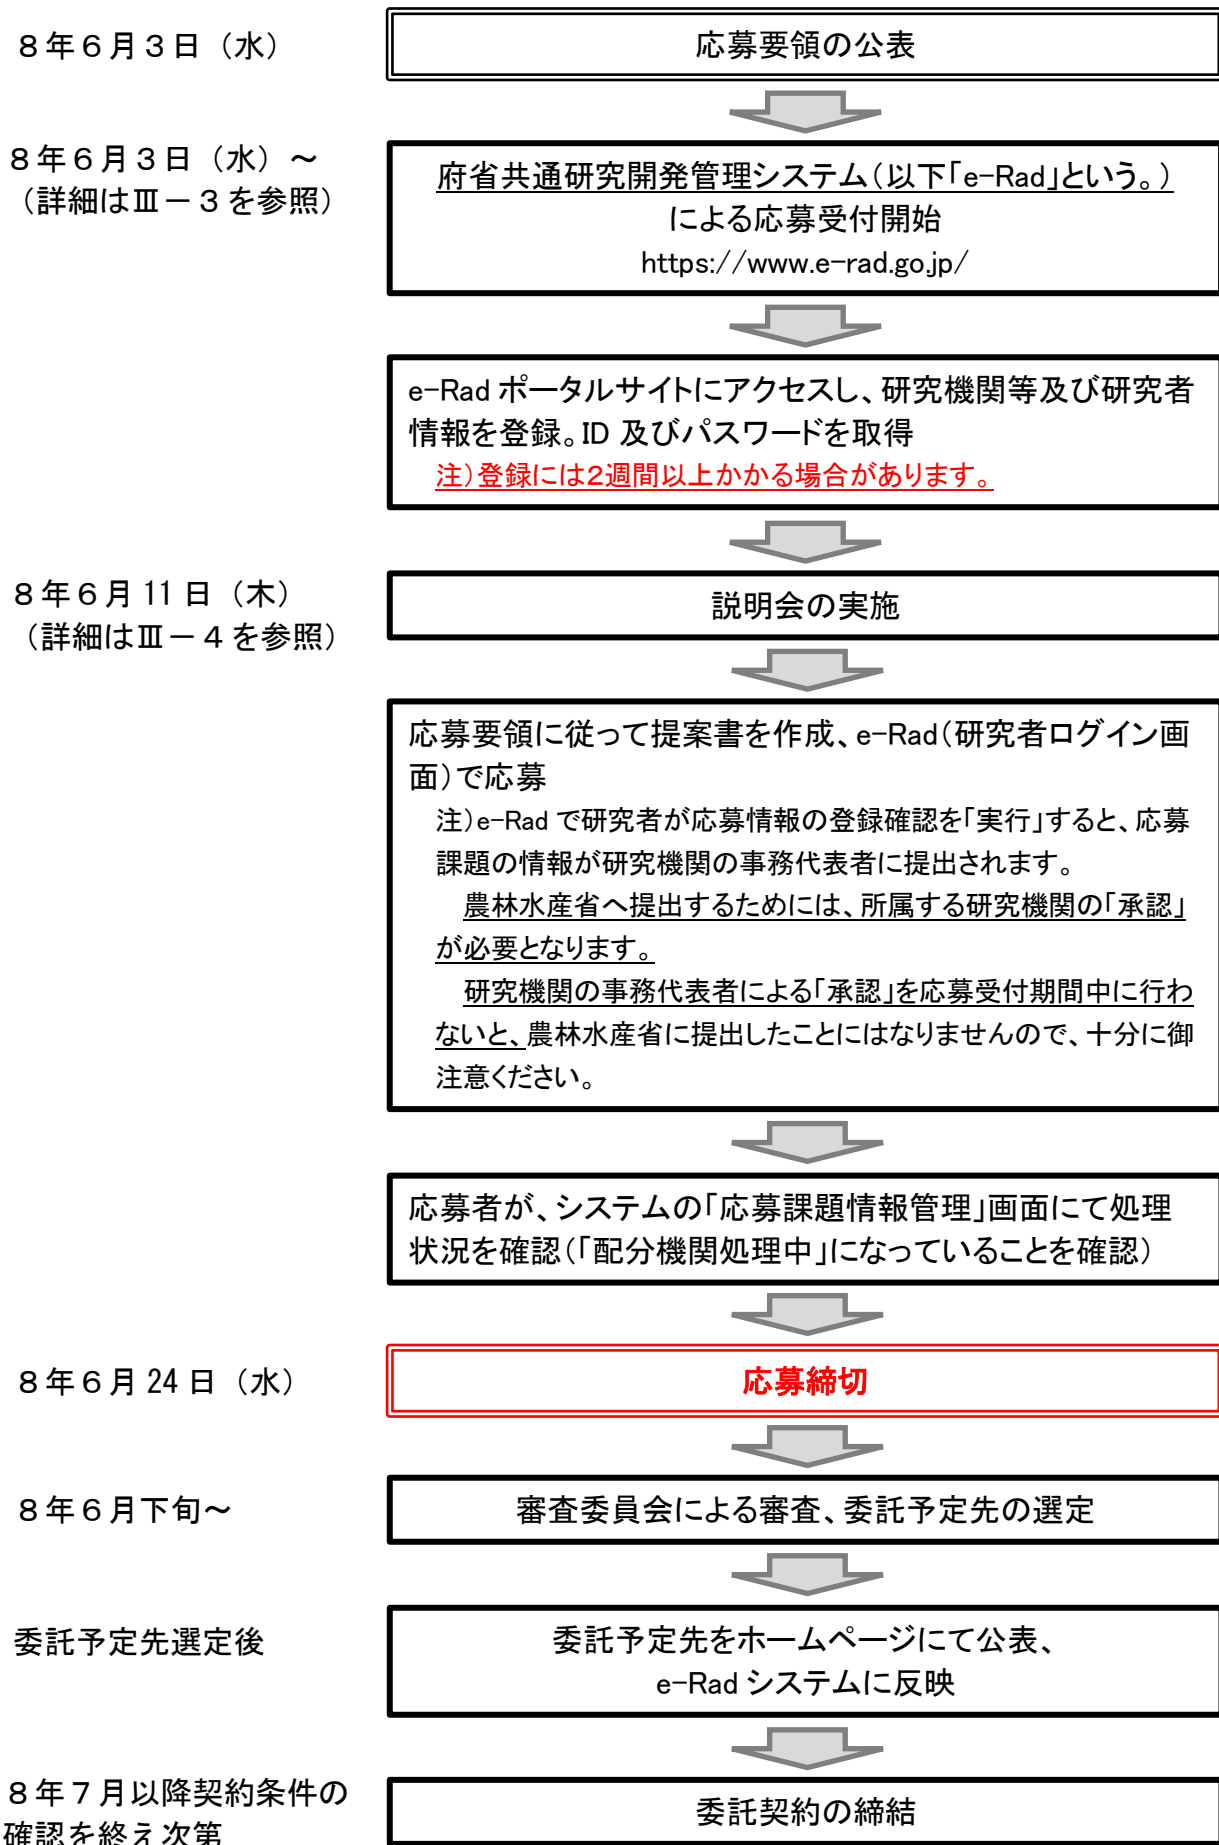 ８年６月３日（水）
応募要領の公表
８年６月３日（水）～
（詳細はⅢ－３を参照）
府省共通研究開発管理システム（以下「e-Rad」という。）
による応募受付開始
https://www.e-rad.go.jp/
e-Rad ポータルサイトにアクセスし、研究機関等及び研究者
情報を登録。ID 及びパスワードを取得
注）登録には２週間以上かかる場合があります。
８年６月 11 日（木）
（詳細はⅢ－４を参照）
説明会の実施
応募要領に従って提案書を作成、e-Rad（研究者ログイン画
面）で応募
注）e-Rad で研究者が応募情報の登録確認を「実行」すると、応募
課題の情報が研究機関の事務代表者に提出されます。
農林水産省へ提出するためには、所属する研究機関の「承認」
が必要となります。
研究機関の事務代表者による「承認」を応募受付期間中に行わ
ないと、農林水産省に提出したことにはなりませんので、十分に御
注意ください。
応募者が、システムの「応募課題情報管理」画面にて処理
状況を確認（「配分機関処理中」になっていることを確認）
８年６月 24 日（水）
応募締切
８年６月下旬～
審査委員会による審査、委託予定先の選定
委託予定先選定後
委託予定先をホームページにて公表、
e-Rad システムに反映
８年７月以降契約条件の
確認を終え次第
委託契約の締結